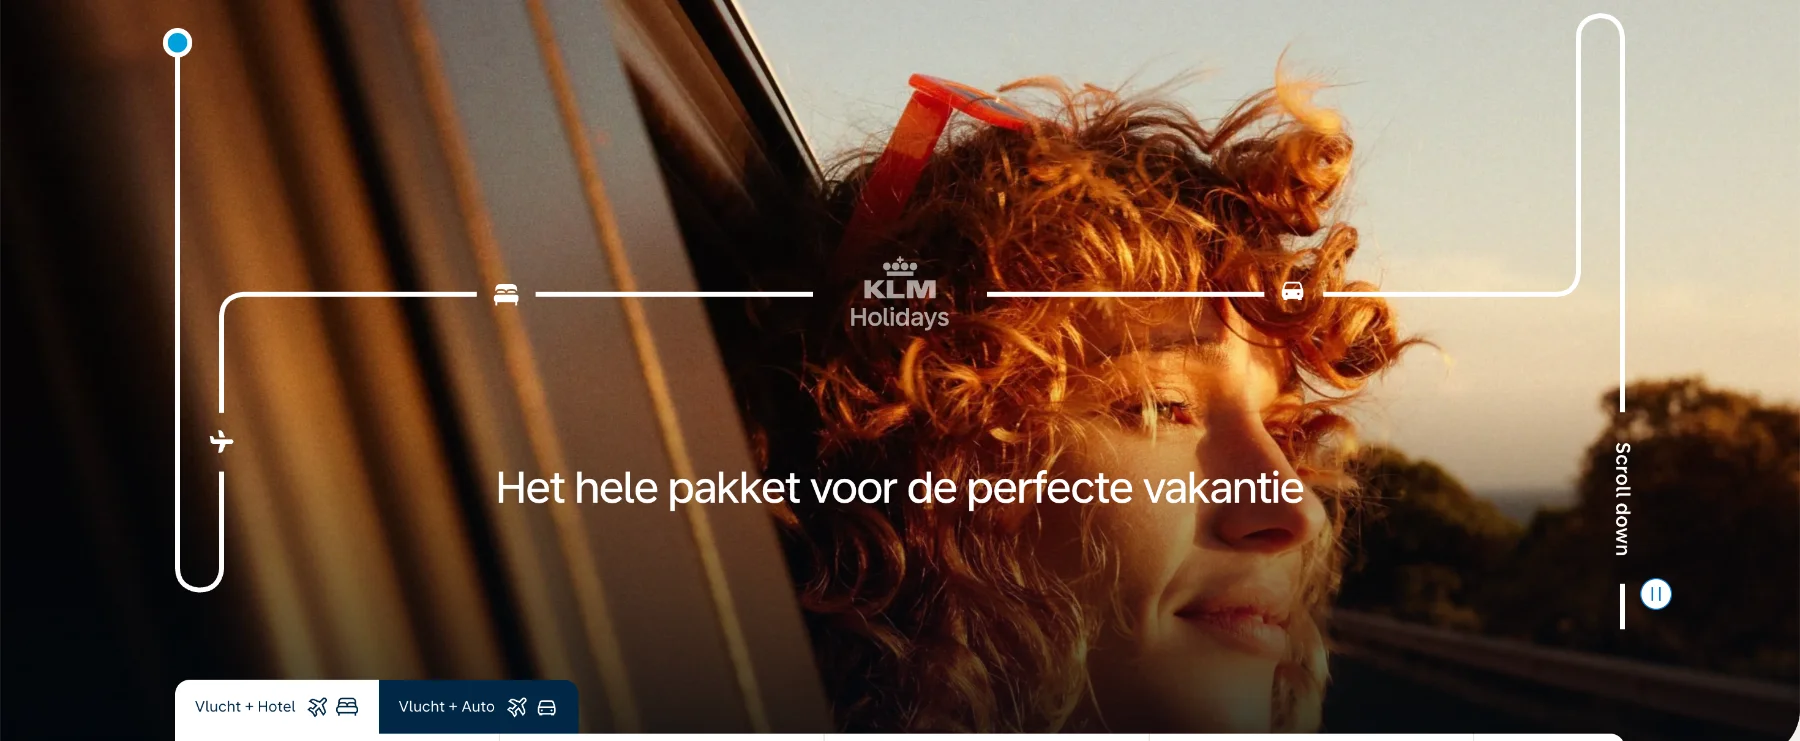 KLM
Holidays
Het hele pakket voor de perfecte vakantie
Scroll down
Vlucht + Hotel
Vlucht + Auto